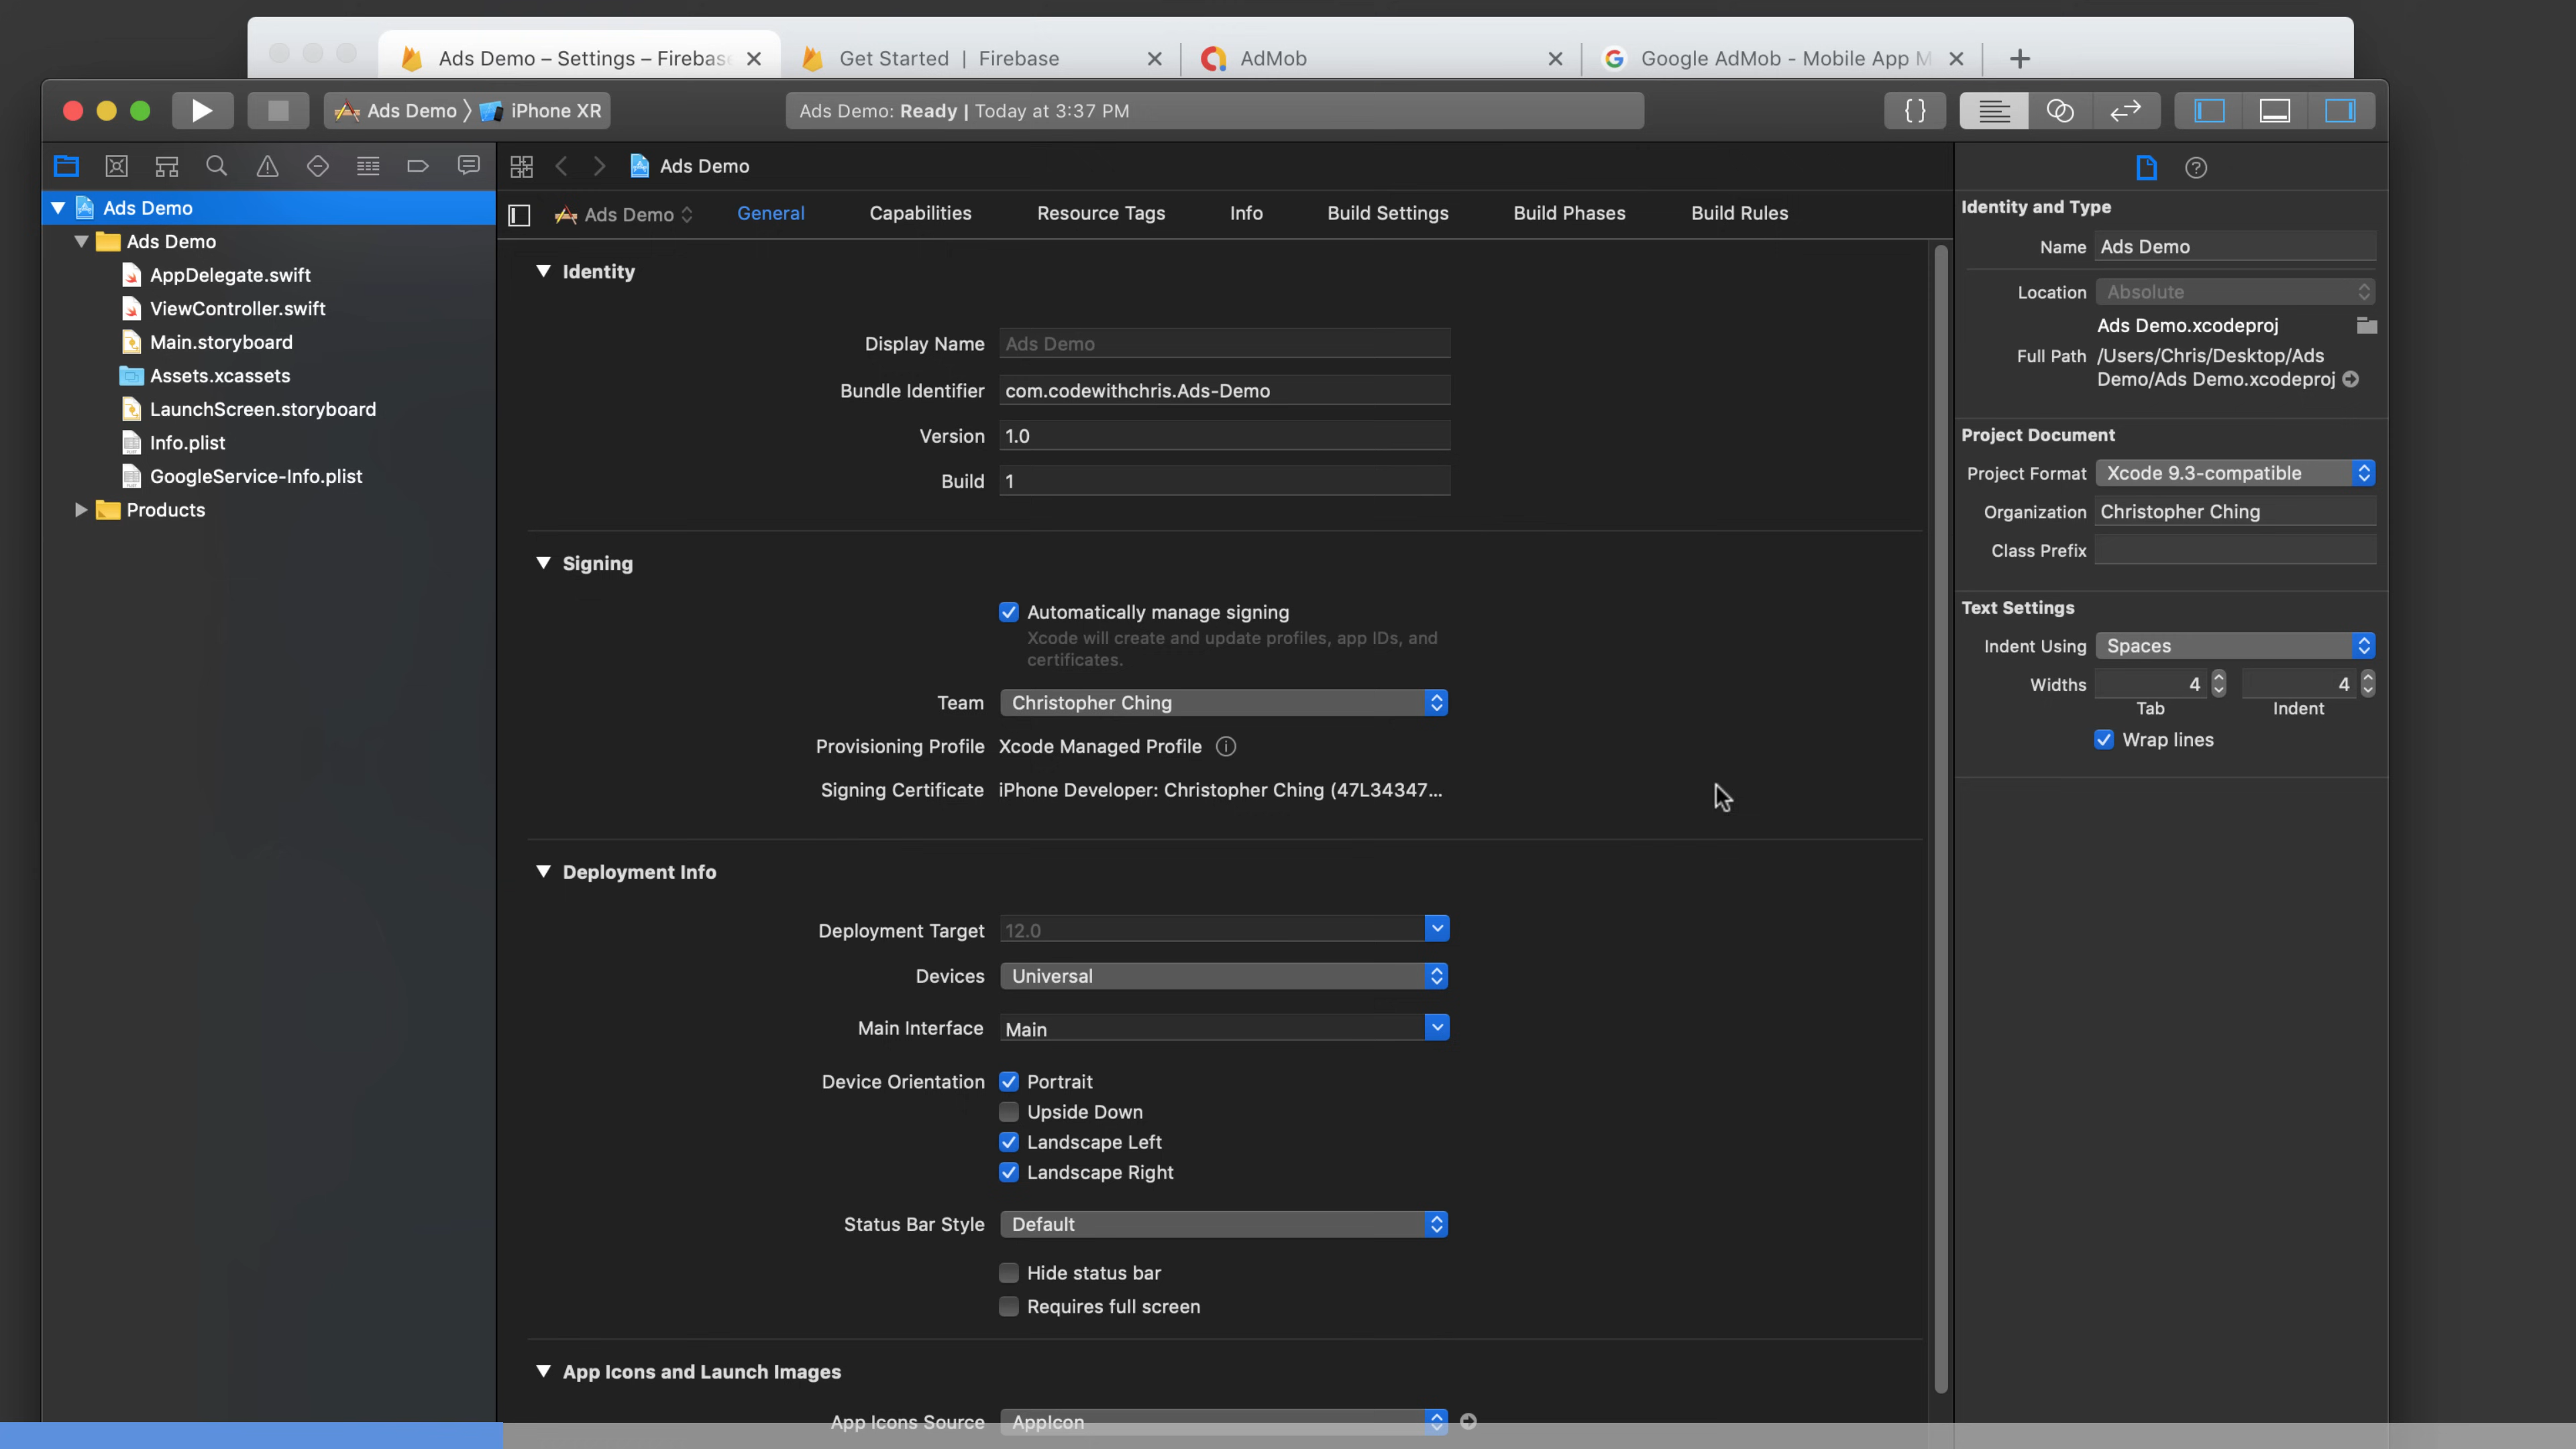 Ads Demo – Settings – Firebase
Get Started | Firebase
AdMob
Google AdMob - Mobile App M
Ads Demo
iPhone XR
Ads Demo: Ready | Today at 3:37 PM
{ }
Ads Demo
Ads Demo
Ads Demo
AppDelegate.swift
ViewController.swift
Main.storyboard
Assets.xcassets
LaunchScreen.storyboard
Info.plist
GoogleService-Info.plist
Products
Ads Demo
General
Capabilities
Resource Tags
Info
Build Settings
Build Phases
Build Rules
Identity
Display Name Ads Demo
Bundle Identifier com.codewithchris.Ads-Demo
Version 1.0
Build 1
Signing
Automatically manage signing
Xcode will create and update profiles, app IDs, and
certificates.
Team Christopher Ching
Provisioning Profile Xcode Managed Profile
Signing Certificate iPhone Developer: Christopher Ching (47L34347...
Deployment Info
Deployment Target 12.0
Devices Universal
Main Interface Main
Device Orientation Portrait
Upside Down
Landscape Left
Landscape Right
Status Bar Style Default
Hide status bar
Requires full screen
App Icons and Launch Images
App Icons Source AppIcon
Identity and Type
Name Ads Demo
Location Absolute
Ads Demo.xcodeproj
Full Path /Users/Chris/Desktop/Ads
Demo/Ads Demo.xcodeproj
Project Document
Project Format Xcode 9.3-compatible
Organization Christopher Ching
Class Prefix
Text Settings
Indent Using Spaces
Widths 4 4
Tab Indent
Wrap lines